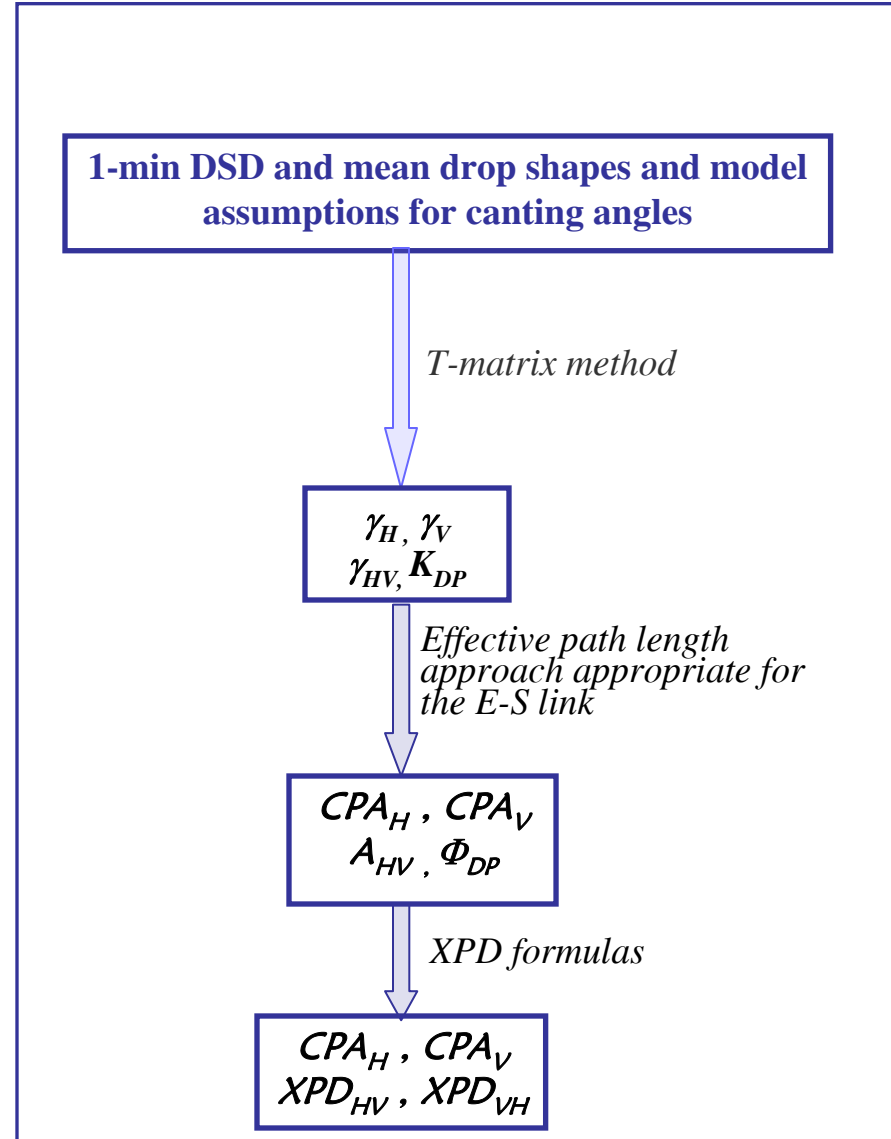 1-min DSD and mean drop shapes and model
assumptions for canting angles
T-matrix method
γH, γV
γHV, KDP
Effective path length
approach appropriate for
the E-S link
CPAH , CPAV
AHV , ΦDP
XPD formulas
CPAH , CPAV
XPDHV , XPDVH